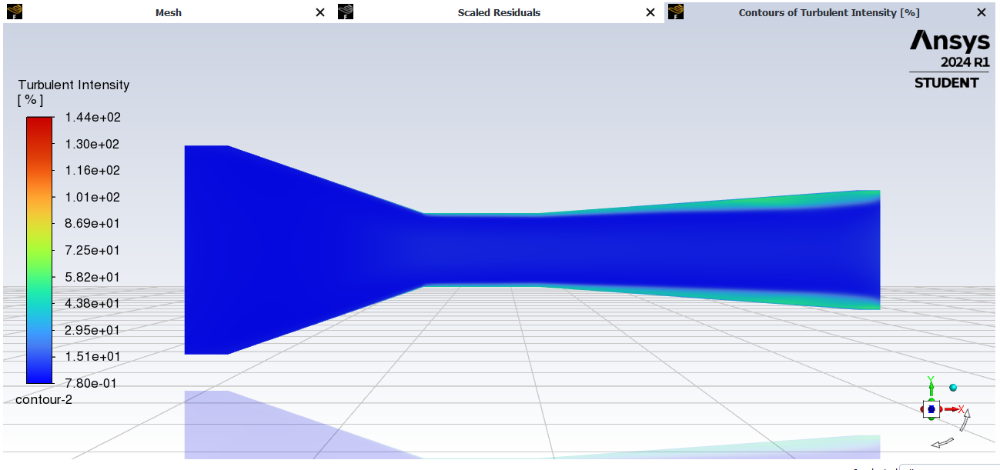 Mesh
Scaled Residuals
Contours of Turbulent Intensity [%]
Ansys
2024 R1
STUDENT
Turbulent Intensity
[ % ]
1.44e+02
1.30e+02
1.16e+02
1.01e+02
8.69e+01
7.25e+01
5.82e+01
4.38e+01
2.95e+01
1.51e+01
7.80e-01
contour-2
Y
X